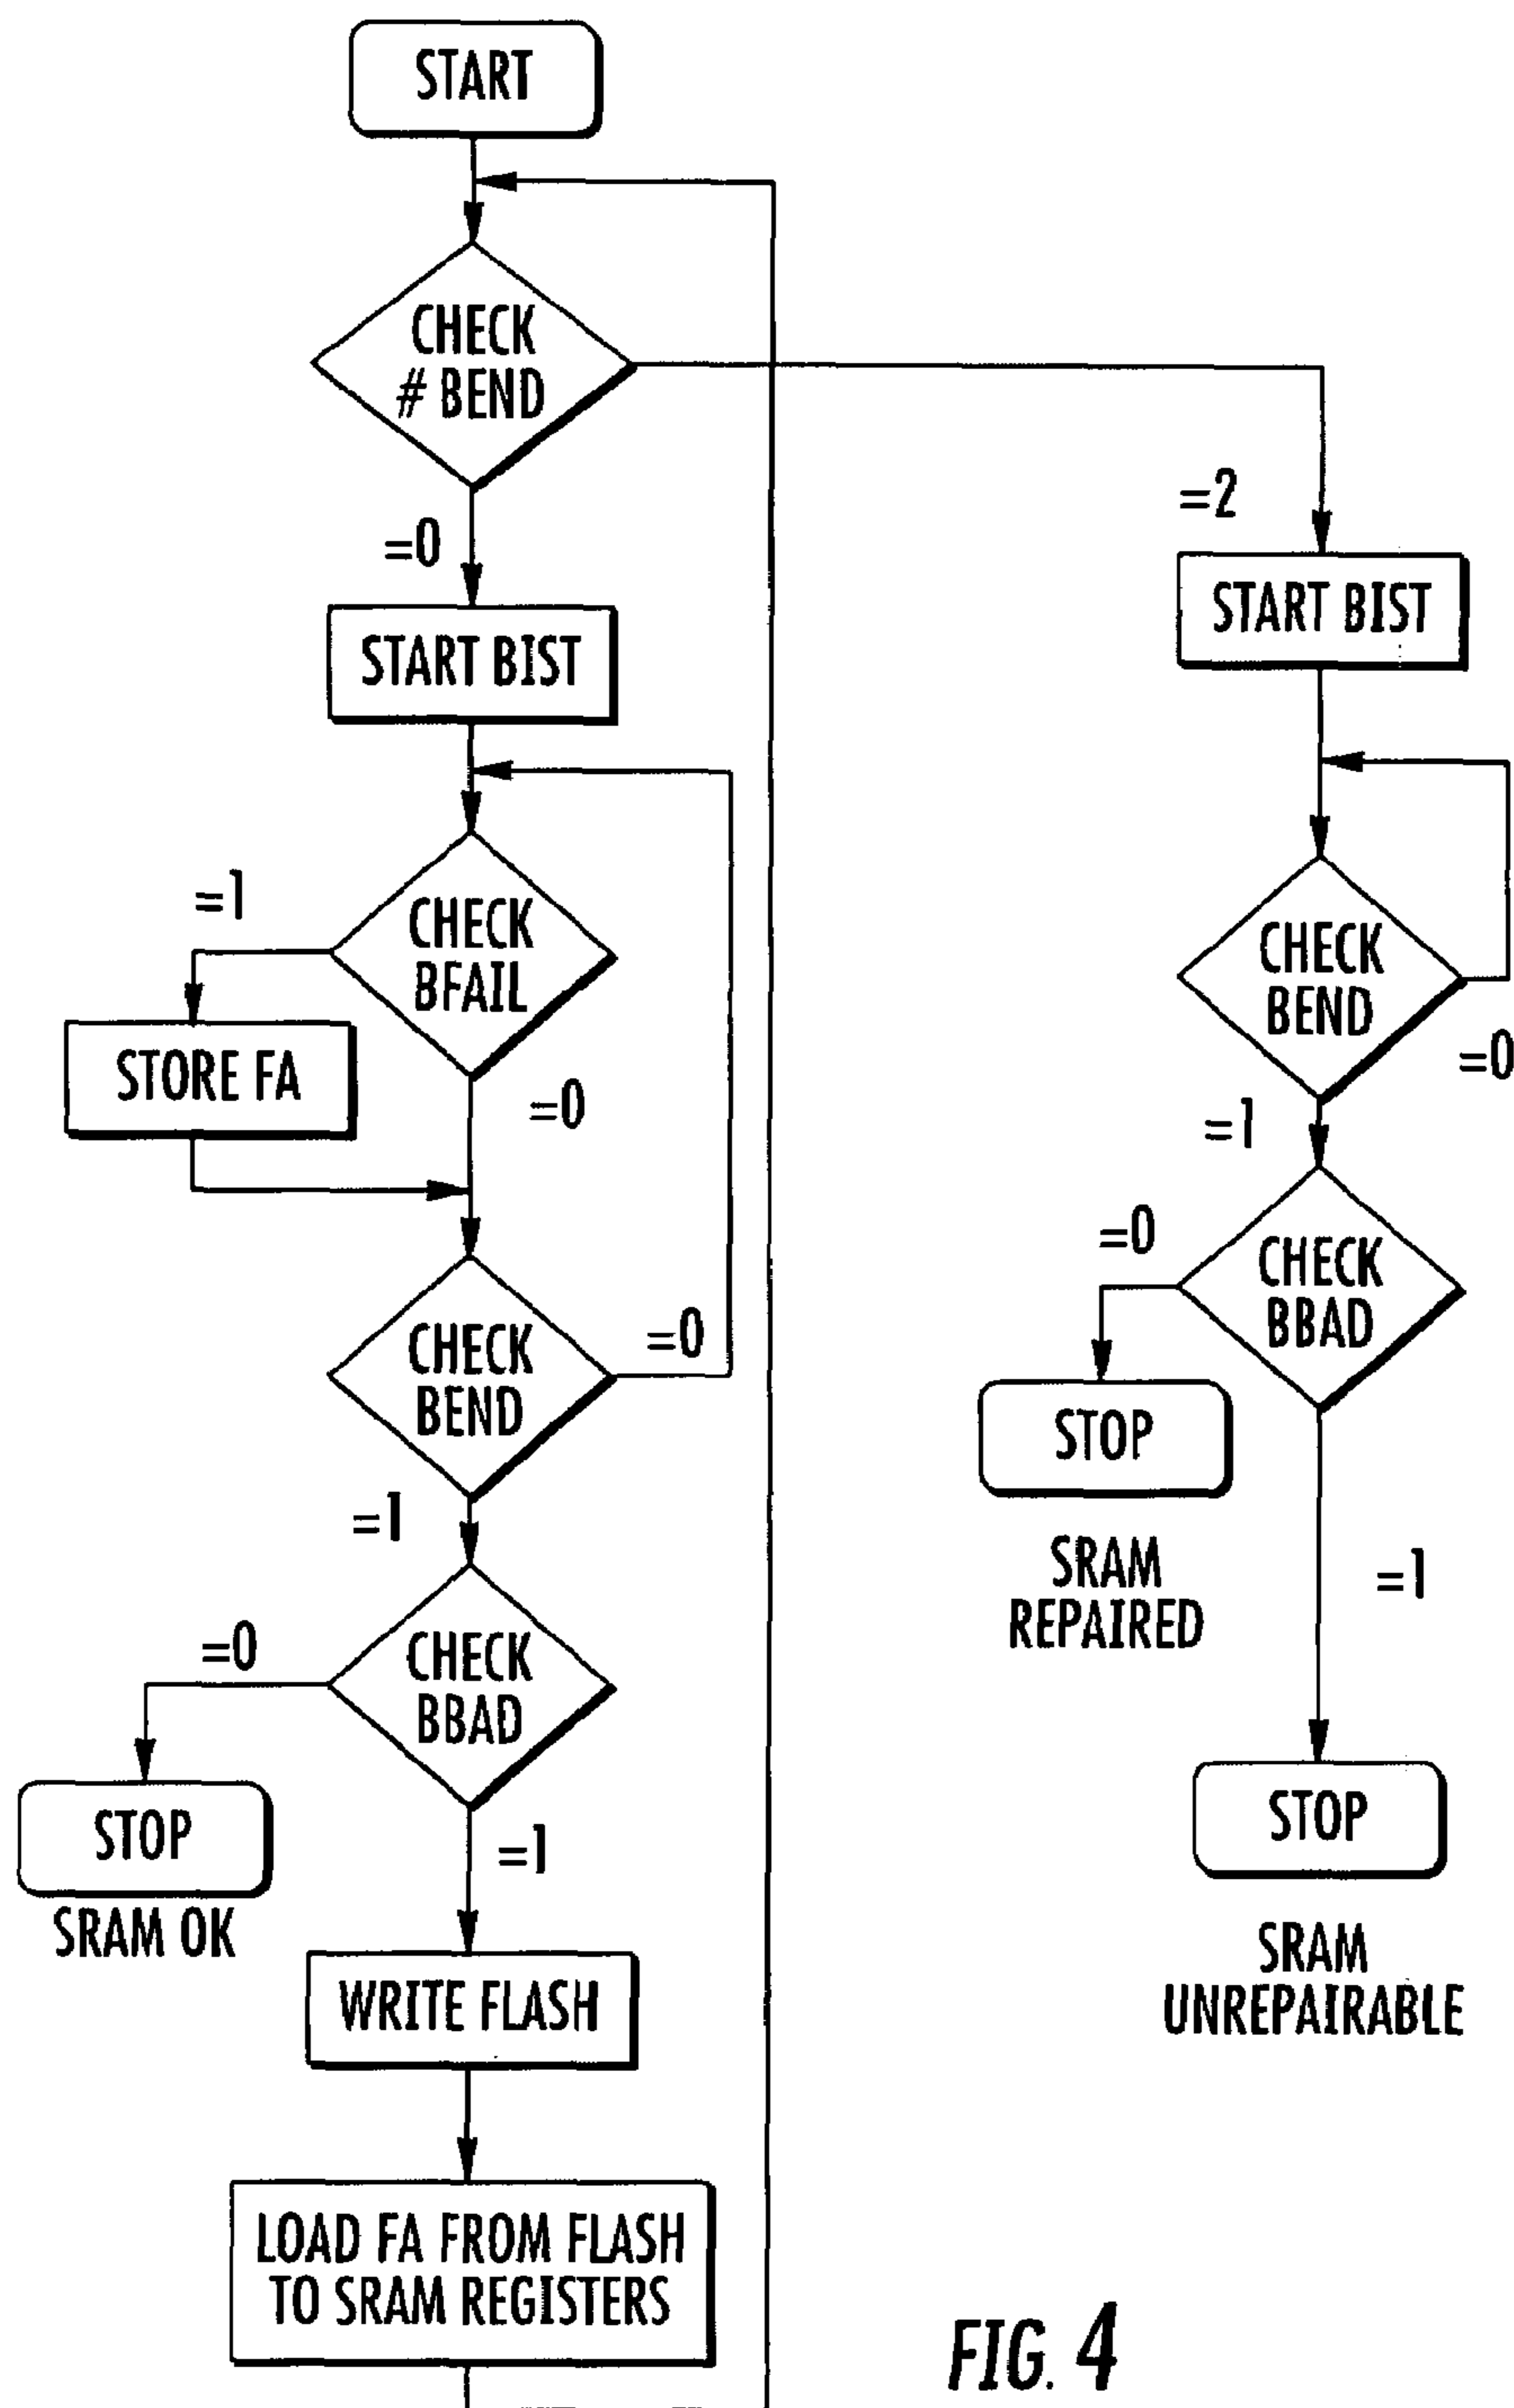 START
CHECK
# BEND
=0
START BIST
CHECK
BFAIL
=1
STORE FA
=0
CHECK
BEND
=0
=1
CHECK
BBAD
=0
STOP
SRAM OK
=1
WRITE FLASH
LOAD FA FROM FLASH
TO SRAM REGISTERS
=2
START BIST
CHECK
BEND
=0
=1
CHECK
BBAD
=0
STOP
SRAM
REPAIRED
=1
STOP
SRAM
UNREPAIRABLE
FIG. 4